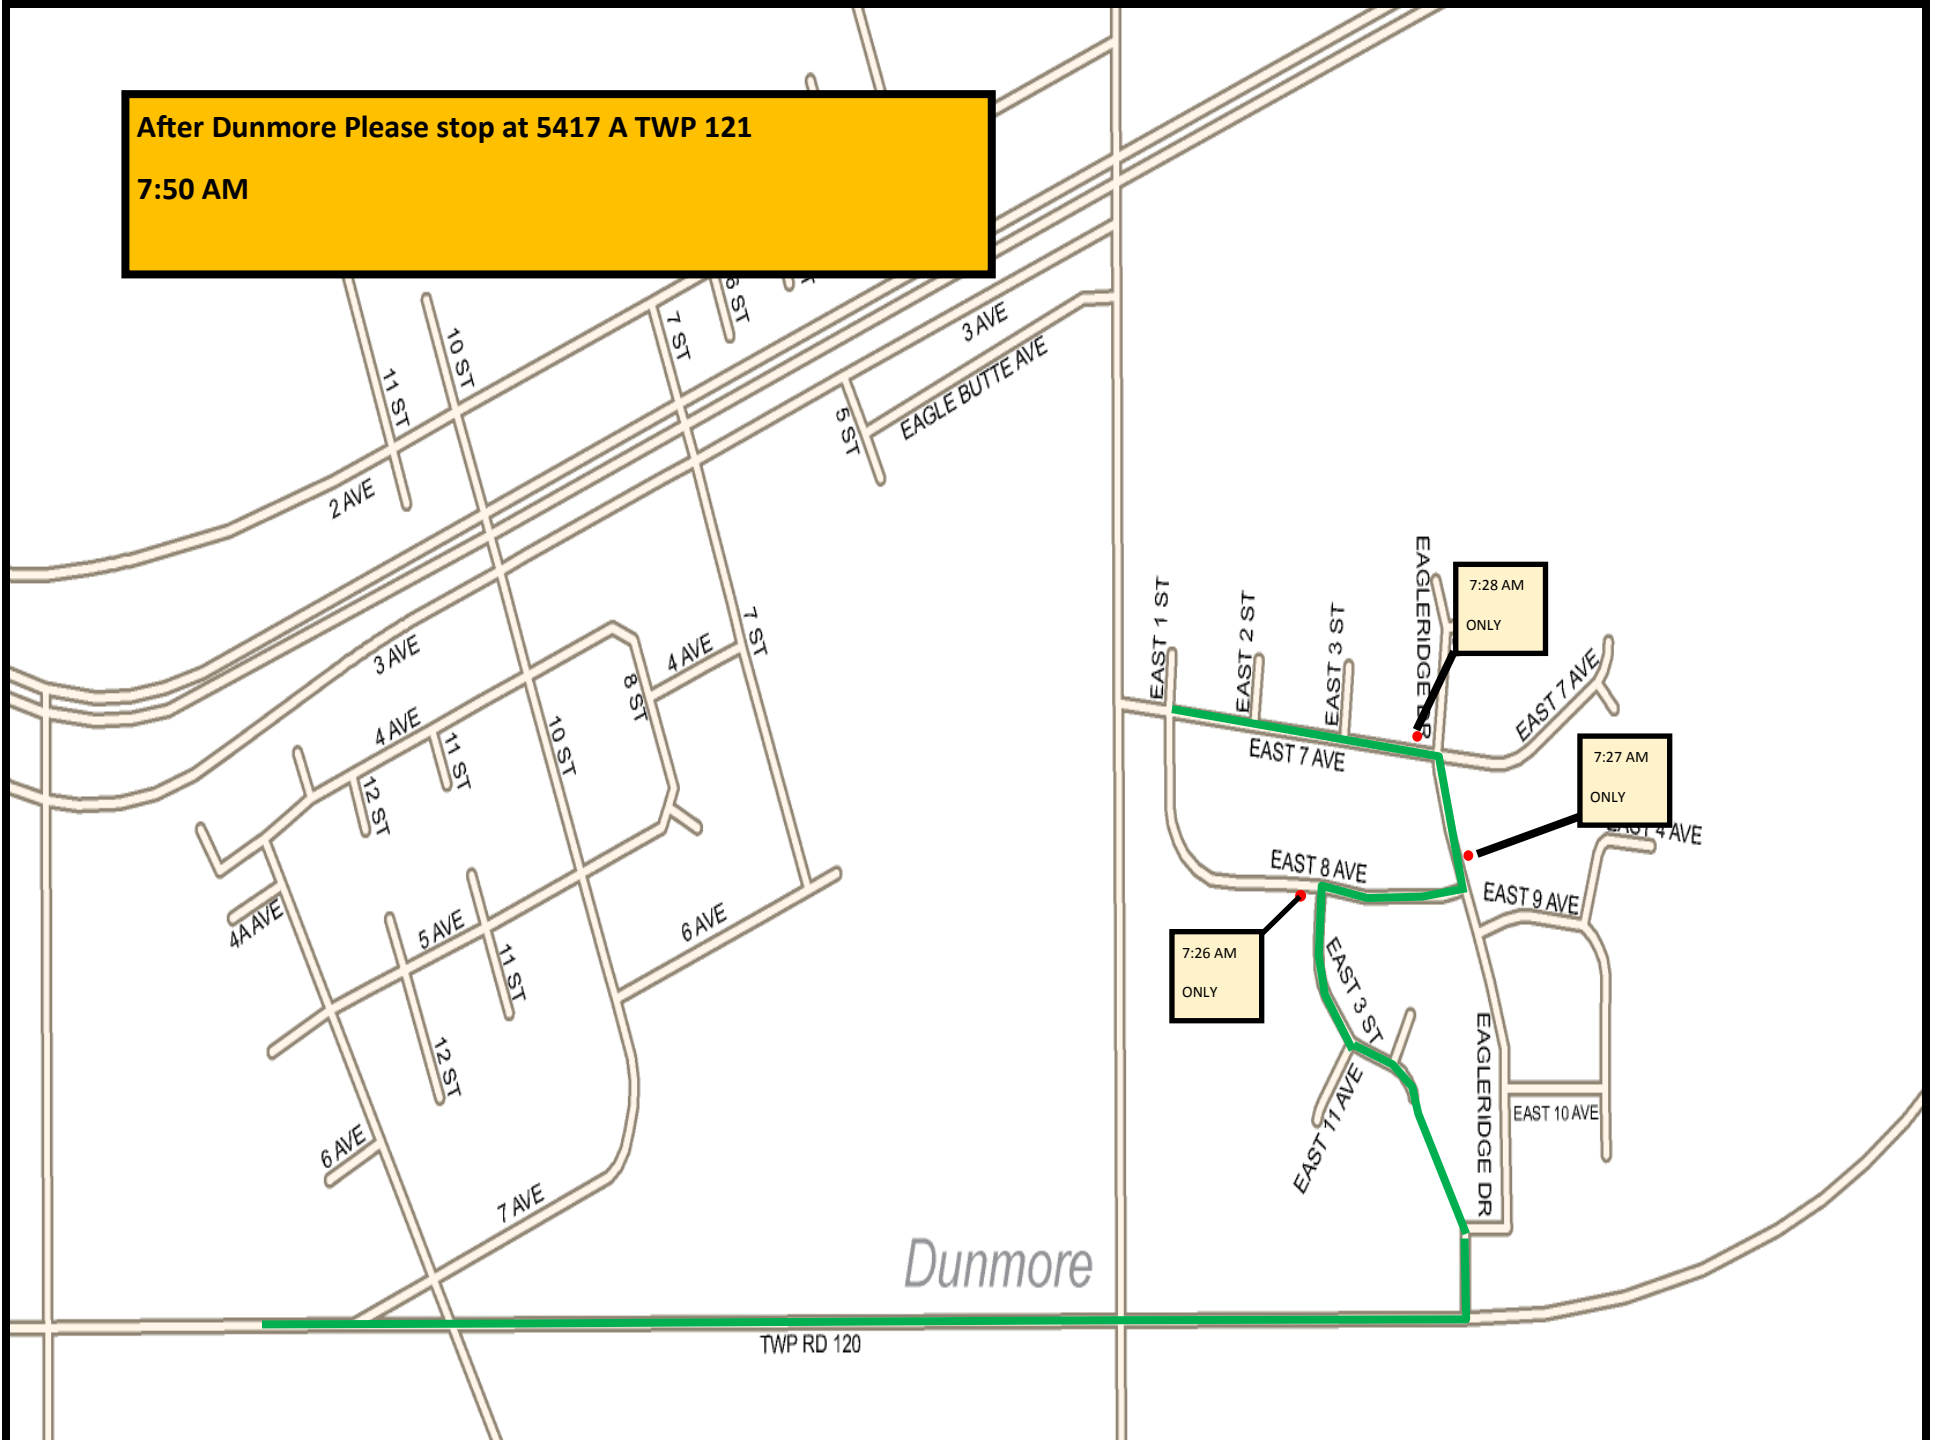 After Dunmore Please stop at 5417 A TWP 121
7:50 AM
6 ST
7 ST
10 ST
11 ST
3 AVE
EAGLE BUTTE AVE
5 ST
2 AVE
EAGLERIDGE DR
7:28 AM
ONLY
EAST 1 ST
EAST 2 ST
EAST 3 ST
7 ST
4 AVE
3 AVE
8 ST
EAST 7 AVE
4 AVE
11 ST
10 ST
EAST 7 AVE
7:27 AM
ONLY
12 ST
EAST 4 AVE
EAST 8 AVE
EAST 9 AVE
4A AVE
5 AVE
6 AVE
11 ST
7:26 AM
ONLY
EAST 3 ST
12 ST
EAGLERIDGE DR
EAST 10 AVE
EAST 11 AVE
6 AVE
7 AVE
Dunmore
TWP RD 120